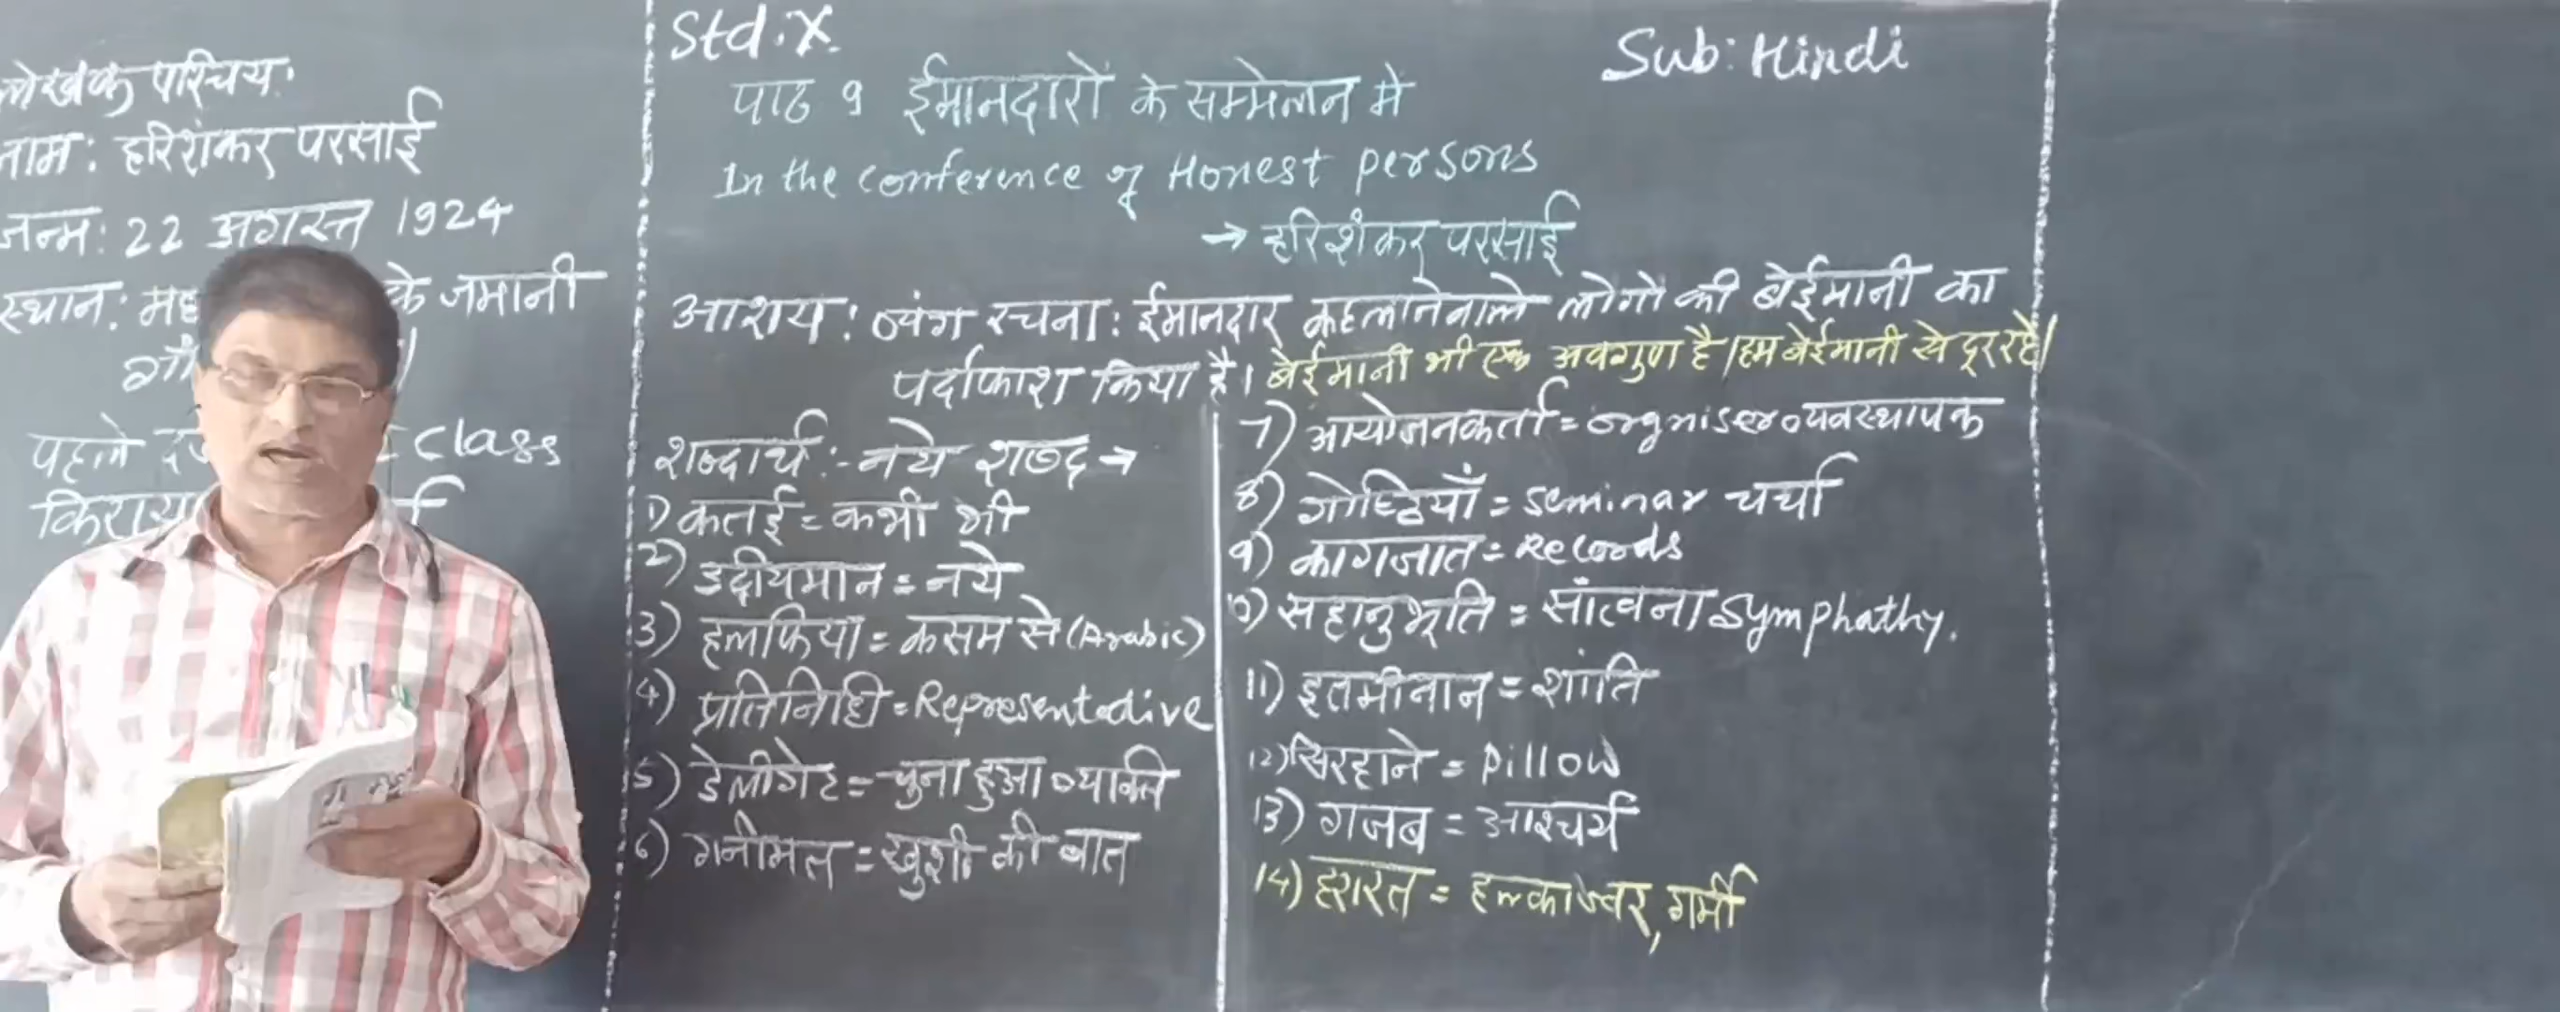 लेखक परिचय:
नाम: हरिशंकर परसाई
जन्म: 22 अगस्त 1924
स्थान: के जमानी
पहले Class
Std: X
Sub: Hindi
पाठ 9 ईमानदारों के सम्मेलन मे
In the conference of Honest persons
→ हरिशंकर परसाई
आशय: व्यंग रचना: ईमानदार कहलानेवाले लोगो की बेईमानी का
पर्दाफाश किया है। बेईमानी भी एक अवगुण है। हम बेईमानी से दूर रहे।
शब्दार्थ:- नये शब्द →
1) कतई = कभी भी
2) उदीयमान = नये
3) हलफिया = कसम से (Arabic)
4) प्रतिनिधि = Representative
5) डेलीगेट = चुना हुआ व्यक्ति
6) गनीमत = खुशी की बात
7) आयोजनकर्ता = orgniser व्यवस्थापक
8) गोष्ठियाँ = seminar चर्चा
9) कागजात = Records
10) सहानुभूति = सांत्वना Symphathy.
11) इतमीनान = शांति
12) सिरहाने = pillow
13) गजब = आश्चर्य
14) हरारत = हल्का ज्वर, गर्मी